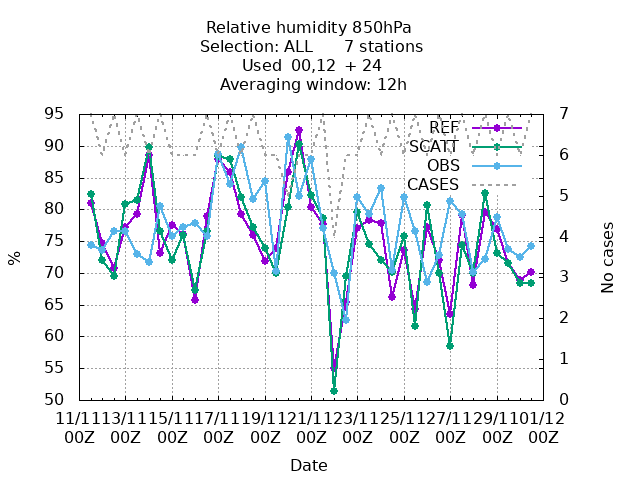 Relative humidity 850hPa
Selection: ALL 7 stations
Used 00,12 + 24
Averaging window: 12h
95 7
REF
90 SCATT 6
OBS
85 CASES 5
80
75 4
70 3
65
60 2
55 1
50 0
%
No cases
11/11 13/11 15/11 17/11 19/11 21/11 23/11 25/11 27/11 29/11 01/12
00Z 00Z 00Z 00Z 00Z 00Z 00Z 00Z 00Z 00Z 00Z
Date